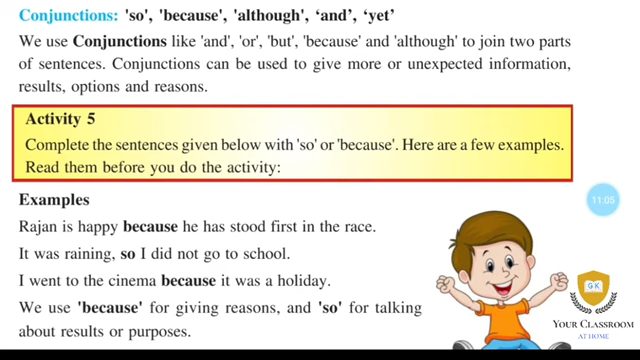 Conjunctions: 'so', 'because', 'although', ‘and’, ‘yet’
We use Conjunctions like 'and', 'or', 'but', 'because' and 'although' to join two parts
of sentences. Conjunctions can be used to give more or unexpected information,
results, options and reasons.
Activity 5
Complete the sentences given below with 'so' or 'because'. Here are a few examples.
Read them before you do the activity:
Examples
Rajan is happy because he has stood first in the race.
11:05
It was raining, so I did not go to school.
I went to the cinema because it was a holiday.
We use 'because' for giving reasons, and 'so' for talking
about results or purposes.
G K
YOUR CLASSROOM
AT HOME